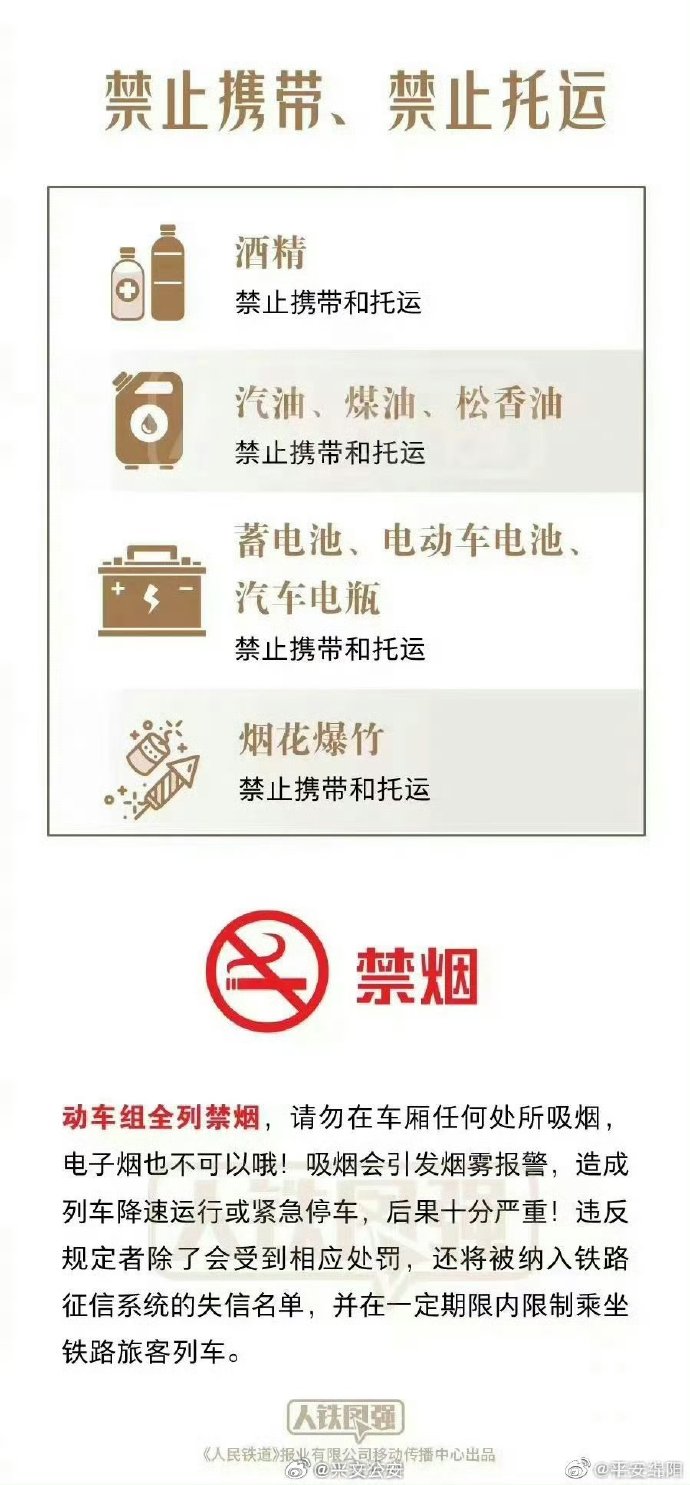 禁止携带、禁止托运
酒精
禁止携带和托运
汽油、煤油、松香油
禁止携带和托运
蓄电池、电动车电池、
汽车电瓶
禁止携带和托运
烟花爆竹
禁止携带和托运
禁烟
动车组全列禁烟，请勿在车厢任何处所吸烟，
电子烟也不可以哦！吸烟会引发烟雾报警，造成
列车降速运行或紧急停车，后果十分严重！违反
规定者除了会受到相应处罚，还将被纳入铁路
征信系统的失信名单，并在一定期限内限制乘坐
铁路旅客列车。
人铁图强
《人民铁道》报业有限公司移动传播中心出品
@兴文公安
@平安绵阳